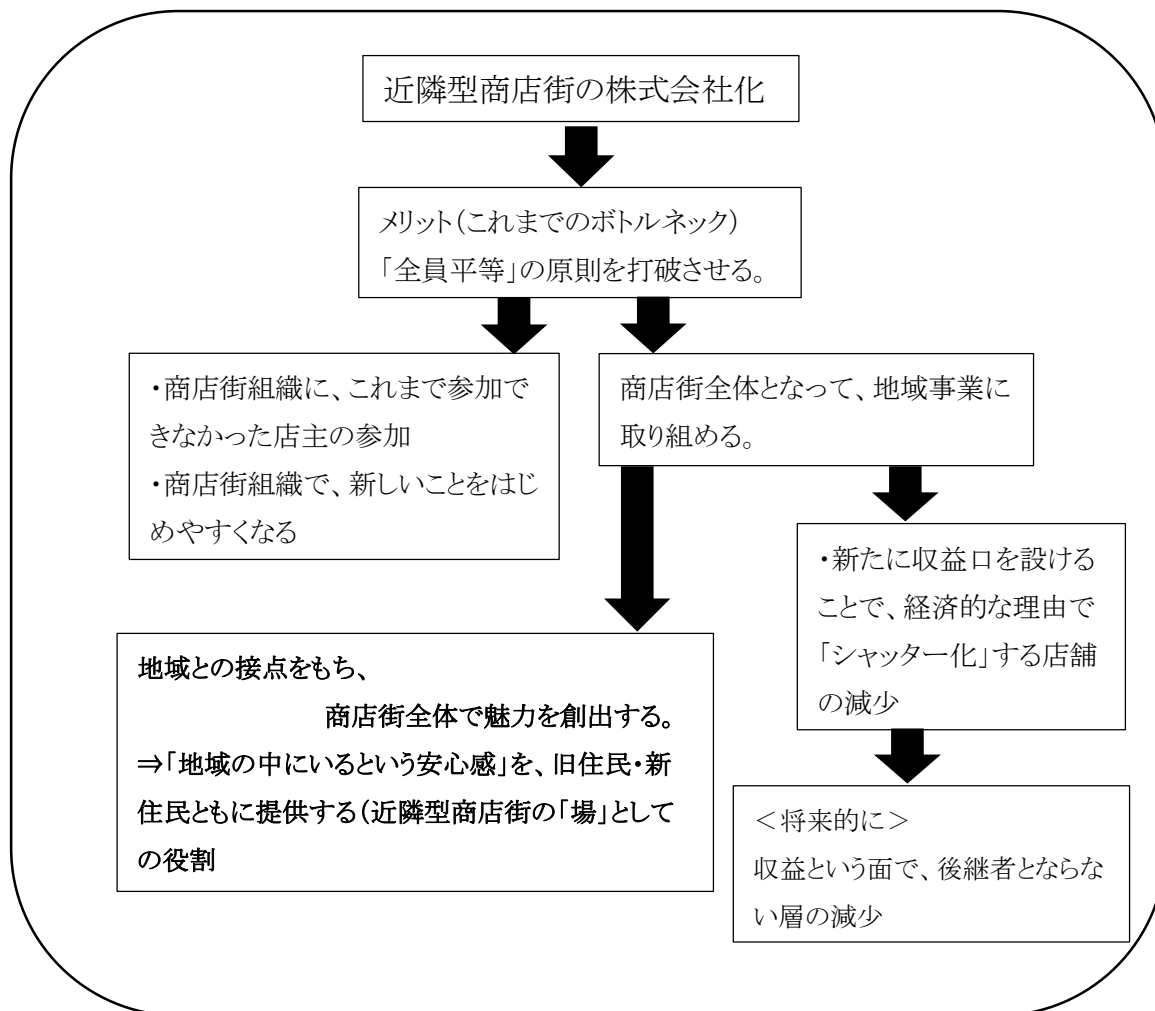 近隣型商店街の株式会社化
メリット(これまでのボトルネック)
「全員平等」の原則を打破させる。
・商店街組織に、これまで参加で
きなかった店主の参加
・商店街組織で、新しいことをはじ
めやすくなる
商店街全体となって、地域事業に
取り組める。
・新たに収益口を設ける
ことで、経済的な理由で
「シャッター化」する店舗
の減少
地域との接点をもち、
商店街全体で魅力を創出する。
⇒「地域の中にいるという安心感」を、旧住民・新
住民ともに提供する(近隣型商店街の「場」として
の役割
＜将来的に＞
収益という面で、後継者とならな
い層の減少